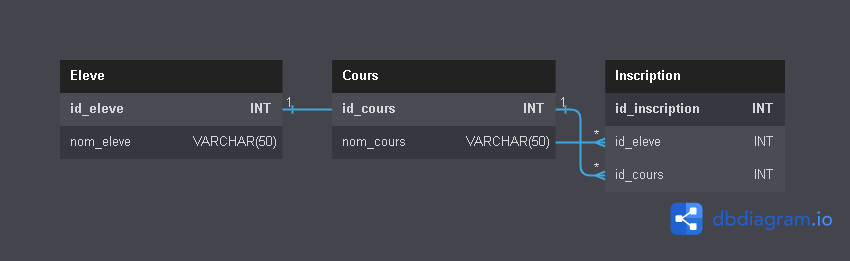 Eleve
id_eleve INT
nom_eleve VARCHAR(50)
1
Cours
id_cours INT
nom_cours VARCHAR(50)
1
Inscription
id_inscription INT
* id_eleve INT
* id_cours INT
dbdiagram.io